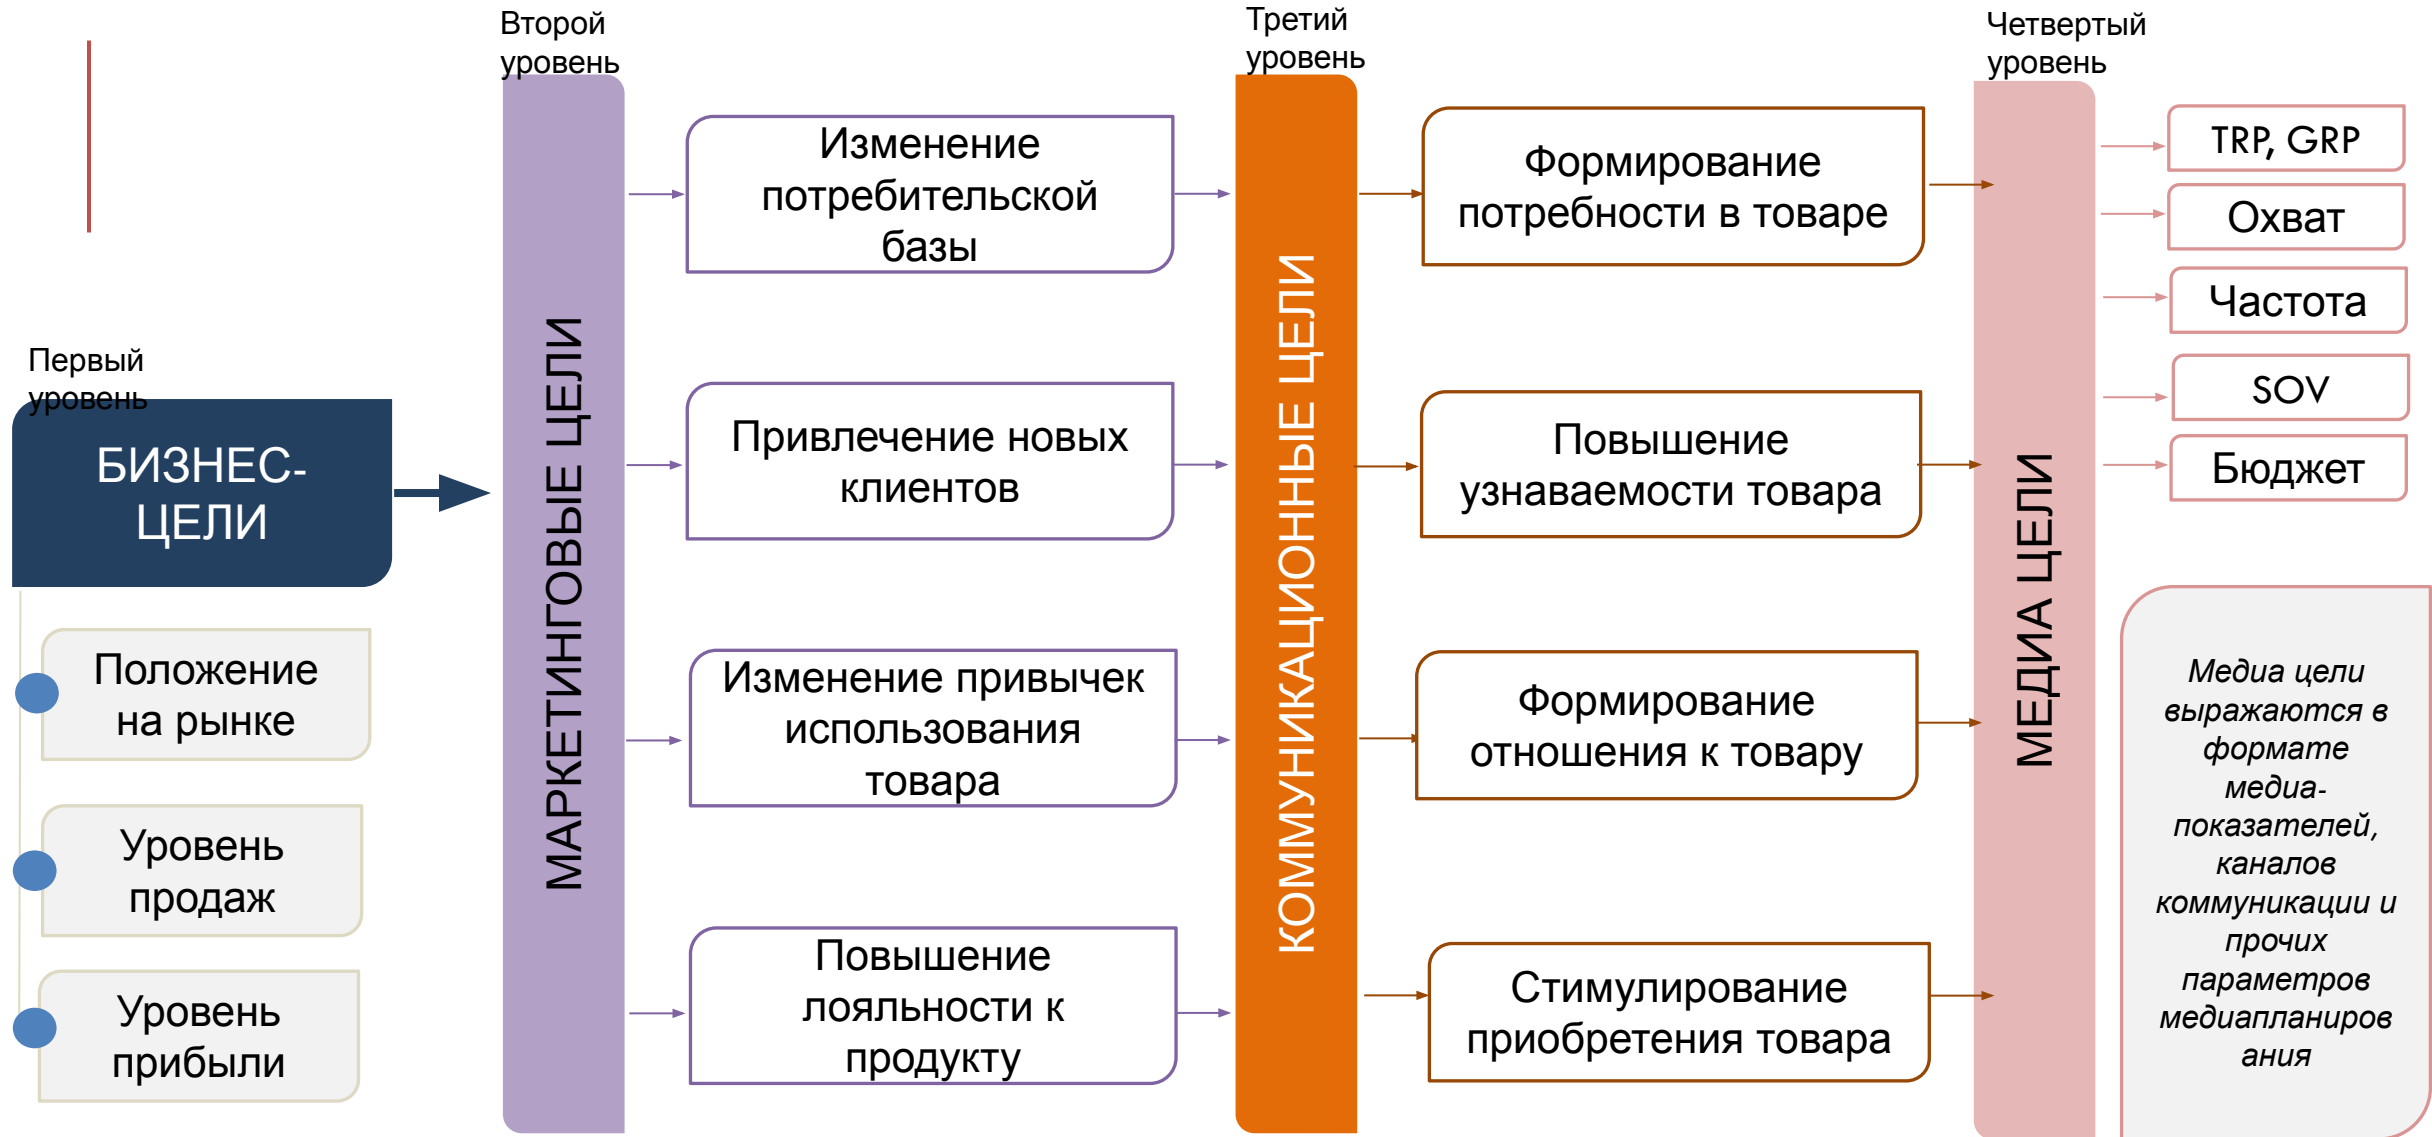 Первый
уровень
БИЗНЕС-
ЦЕЛИ
Положение
на рынке
Уровень
продаж
Уровень
прибыли
Второй
уровень
МАРКЕТИНГОВЫЕ ЦЕЛИ
Изменение
потребительской
базы
Привлечение новых
клиентов
Изменение привычек
использования
товара
Повышение
лояльности к
продукту
Третий
уровень
КОММУНИКАЦИОННЫЕ ЦЕЛИ
Формирование
потребности в товаре
Повышение
узнаваемости товара
Формирование
отношения к товару
Стимулирование
приобретения товара
Четвертый
уровень
МЕДИА ЦЕЛИ
TRP, GRP
Охват
Частота
SOV
Бюджет
Медиа цели
выражаются в
формате
медиа-
показателей,
каналов
коммуникации и
прочих
параметров
медиапланиров
ания